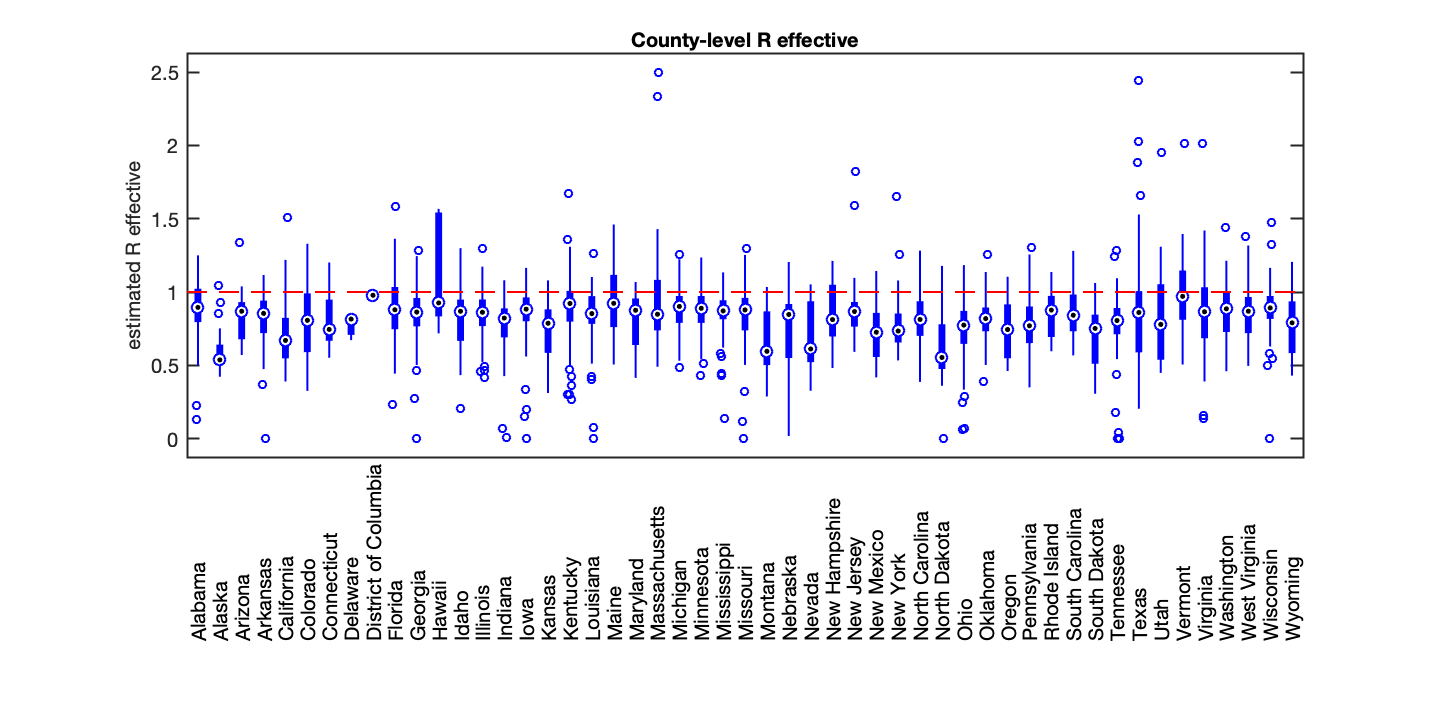 County-level R effective
estimated R effective
2.5
2
1.5
1
0.5
0
Alabama
Alaska
Arizona
Arkansas
California
Colorado
Connecticut
Delaware
District of Columbia
Florida
Georgia
Hawaii
Idaho
Illinois
Indiana
Iowa
Kansas
Kentucky
Louisiana
Maine
Maryland
Massachusetts
Michigan
Minnesota
Mississippi
Missouri
Montana
Nebraska
Nevada
New Hampshire
New Jersey
New Mexico
New York
North Carolina
North Dakota
Ohio
Oklahoma
Oregon
Pennsylvania
Rhode Island
South Carolina
South Dakota
Tennessee
Texas
Utah
Vermont
Virginia
Washington
West Virginia
Wisconsin
Wyoming